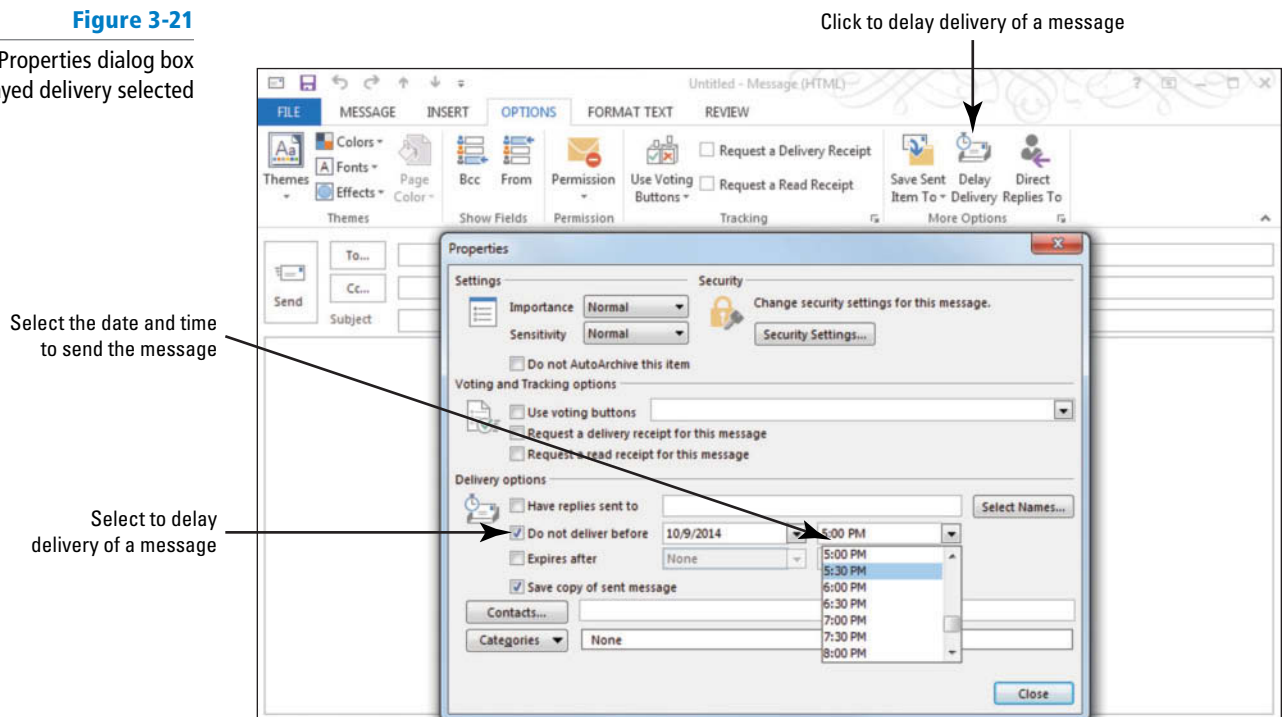 Figure 3-21
Properties dialog box
yed delivery selected
Click to delay delivery of a message
Untitled - Message (HTML)
FILE MESSAGE INSERT OPTIONS FORMAT TEXT REVIEW
Themes
Colors
Fonts
Effects
Page Color
Themes
Bcc
From
Show Fields
Permission
Permission
Use Voting Buttons
Request a Delivery Receipt
Request a Read Receipt
Tracking
Save Sent Item To
Delay Delivery
Direct Replies To
More Options
Send
To...
Cc...
Subject
Select the date and time
to send the message
Select to delay
delivery of a message
Properties
Settings
Importance Normal
Sensitivity Normal
Do not AutoArchive this item
Security
Change security settings for this message.
Security Settings...
Voting and Tracking options
Use voting buttons
Request a delivery receipt for this message
Request a read receipt for this message
Delivery options
Have replies sent to Select Names...
Do not deliver before 10/9/2014 5:00 PM
Expires after None
5:00 PM
5:30 PM
6:00 PM
6:30 PM
7:00 PM
7:30 PM
8:00 PM
Save copy of sent message
Contacts...
Categories None
Close